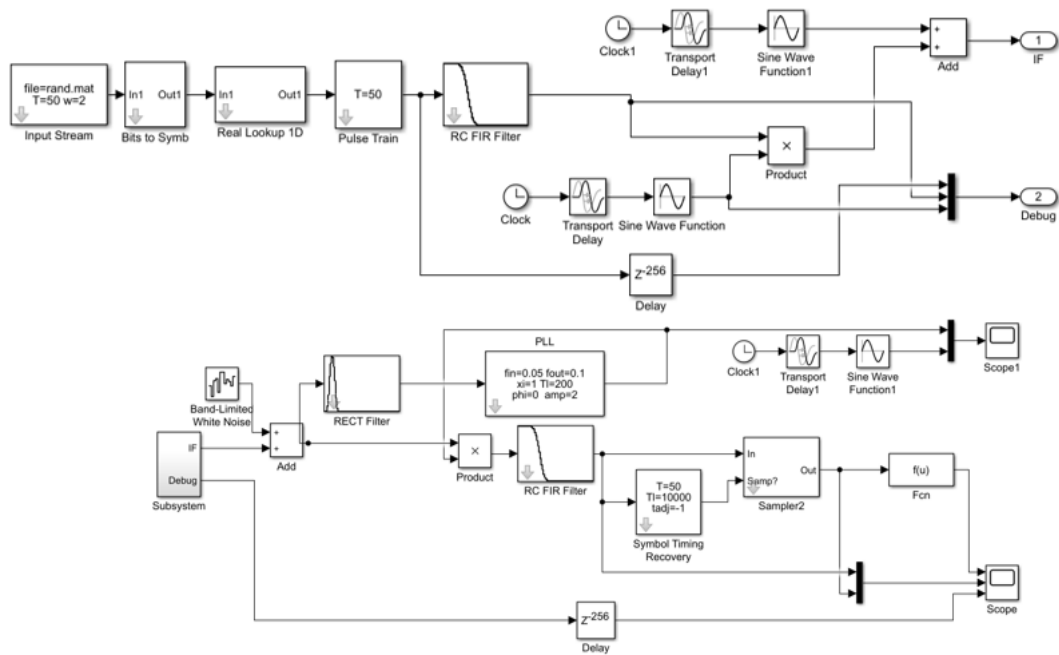 Clock1
Transport
Delay1
Sine Wave
Function1
+
+
Add
1
IF
file=rand.mat
T=50 w=2
Input Stream
In1 Out1
Bits to Symb
In1 Out1
Real Lookup 1D
T=50
Pulse Train
RC FIR Filter
×
Product
Clock
Transport
Delay
Sine Wave Function
2
Debug
Z-256
Delay
Band-Limited
White Noise
RECT Filter
PLL
fin=0.05 fout=0.1
xi=1 Tl=200
phi=0 amp=2
Clock1
Transport
Delay1
Sine Wave
Function1
Scope1
IF
Debug
Subsystem
+
+
Add
×
Product
RC FIR Filter
T=50
Tl=10000
tadj=-1
Symbol Timing
Recovery
In
Out
Samp?
Sampler2
f(u)
Fcn
Scope
Z-256
Delay